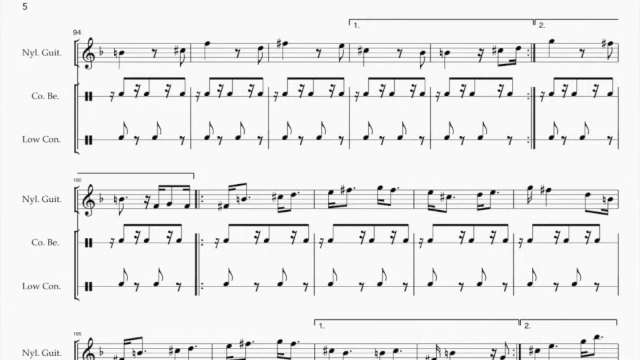 5
1.
2.
94
Nyl. Guit.
Co. Be.
Low Con.
100
Nyl. Guit.
Co. Be.
Low Con.
1.
2.
105
Nyl. Guit.